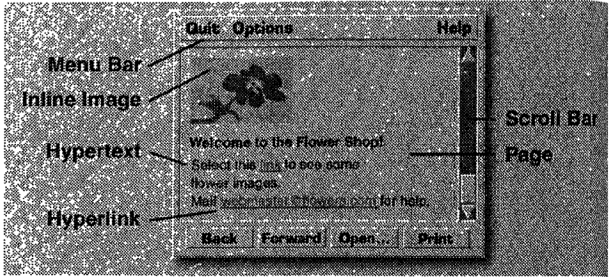 Quit Options Help
Menu Bar
Inline Image
Scroll Bar
Welcome to the Flower Shop!
Hypertext
Page
Select this link to see some
flower images.
Mail webmaster@flowers.com for help.
Hyperlink
Back Forward Open... Print